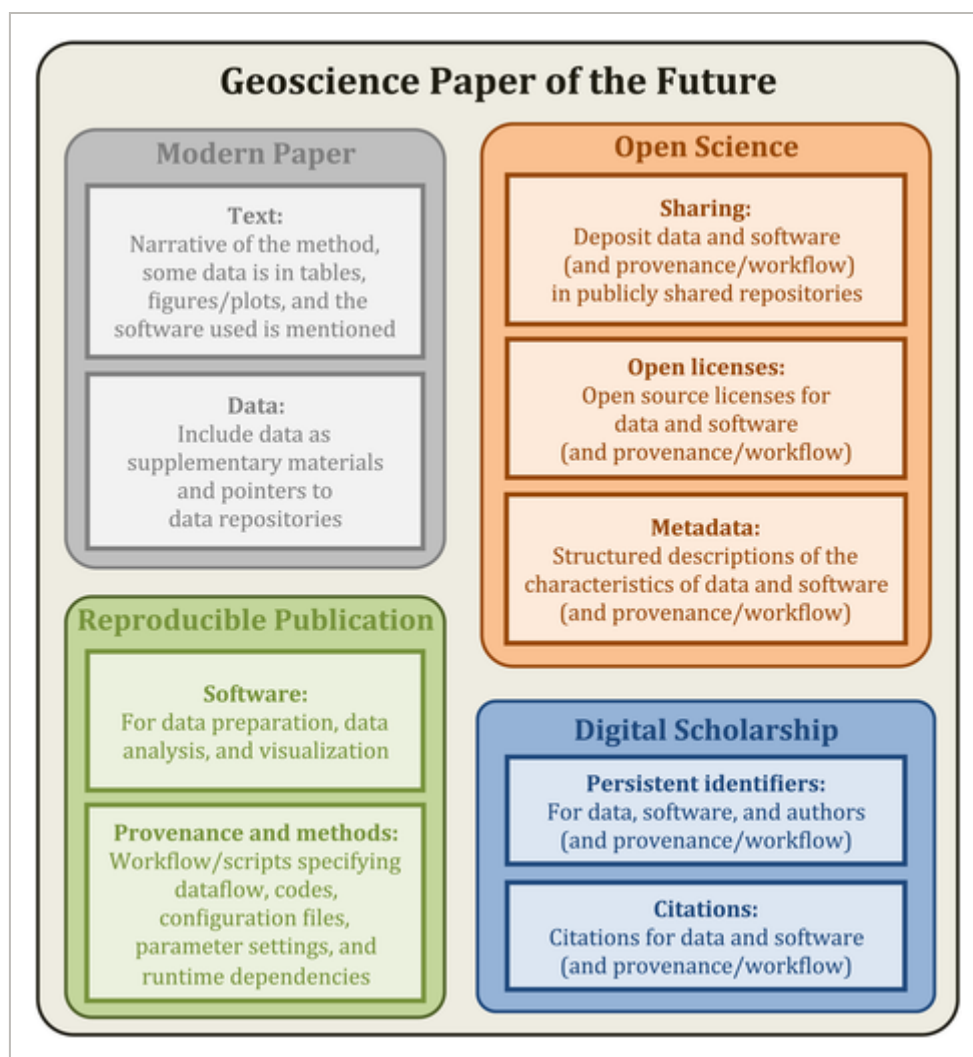 Geoscience Paper of the Future
Modern Paper
Text:
Narrative of the method,
some data is in tables,
figures/plots, and the
software used is mentioned
Data:
Include data as
supplementary materials
and pointers to
data repositories
Reproducible Publication
Software:
For data preparation, data
analysis, and visualization
Provenance and methods:
Workflow/scripts specifying
dataflow, codes,
configuration files,
parameter settings, and
runtime dependencies
Open Science
Sharing:
Deposit data and software
(and provenance/workflow)
in publicly shared repositories
Open licenses:
Open source licenses for
data and software
(and provenance/workflow)
Metadata:
Structured descriptions of the
characteristics of data and software
(and provenance/workflow)
Digital Scholarship
Persistent identifiers:
For data, software, and authors
(and provenance/workflow)
Citations:
Citations for data and software
(and provenance/workflow)